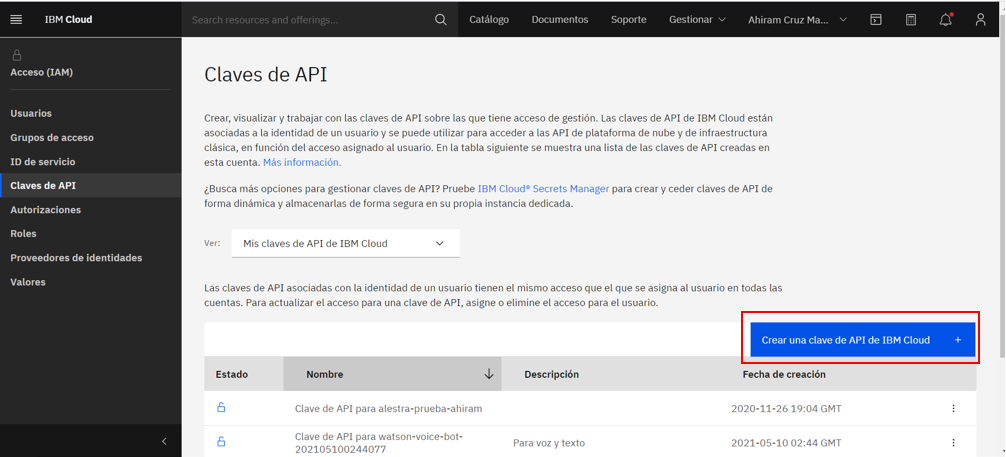 IBM Cloud
Search resources and offerings...
Catálogo
Documentos
Soporte
Gestionar
Ahiram Cruz Ma...
Acceso (IAM)
Usuarios
Grupos de acceso
ID de servicio
Claves de API
Autorizaciones
Roles
Proveedores de identidades
Valores
Claves de API
Crear, visualizar y trabajar con las claves de API sobre las que tiene acceso de gestión. Las claves de API de IBM Cloud están
asociadas a la identidad de un usuario y se puede utilizar para acceder a las API de plataforma de nube y de infraestructura
clásica, en función del acceso asignado al usuario. En la tabla siguiente se muestra una lista de las claves de API creadas en
esta cuenta. Más información.
¿Busca más opciones para gestionar claves de API? Pruebe IBM Cloud® Secrets Manager para crear y ceder claves de API de
forma dinámica y almacenarlas de forma segura en su propia instancia dedicada.
Ver:
Mis claves de API de IBM Cloud
Las claves de API asociadas con la identidad de un usuario tienen el mismo acceso que el que se asigna al usuario en todas las
cuentas. Para actualizar el acceso para una clave de API, asigne o elimine el acceso para el usuario.
Crear una clave de API de IBM Cloud +
Estado
Nombre
Descripción
Fecha de creación
Clave de API para alestra-prueba-ahiram
2020-11-26 19:04 GMT
Clave de API para watson-voice-bot-
202105100244077
Para voz y texto
2021-05-10 02:44 GMT